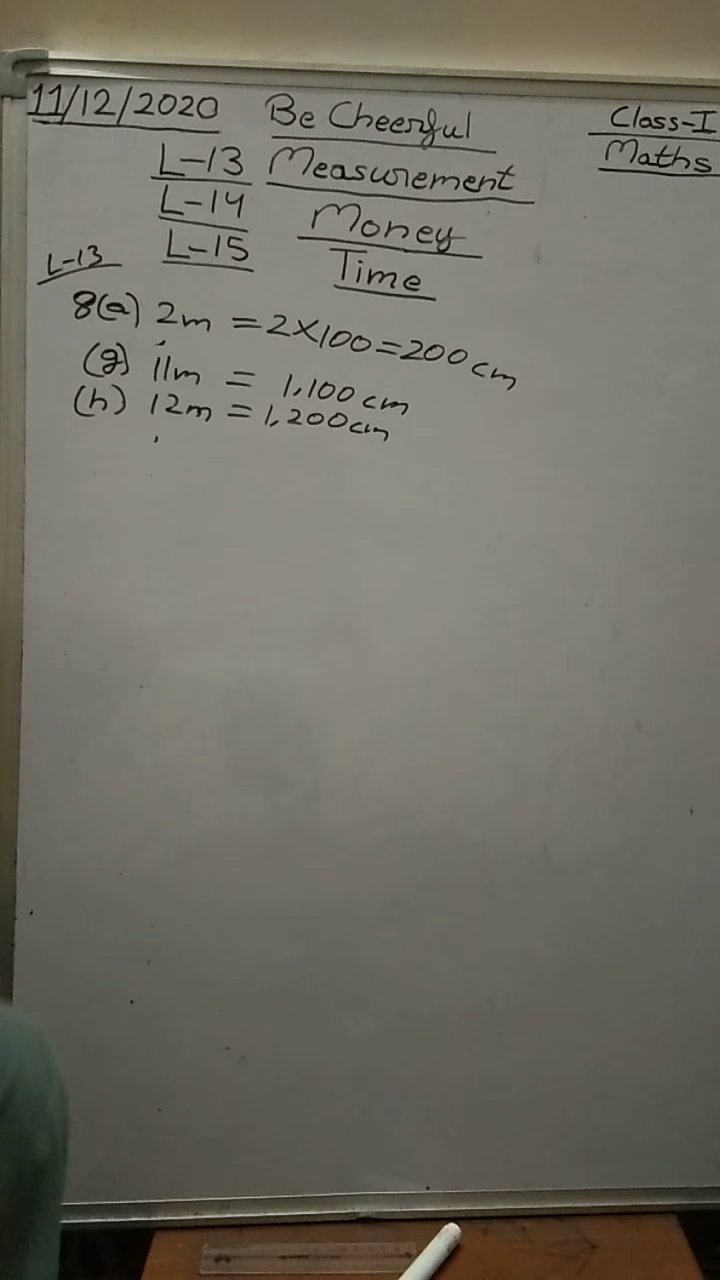 11/12/2020 Be Cheerful Class-I
Maths
L-13 Measurement
L-14 Money
L-15 Time
L-13
8(a) 2m = 2×100=200cm
(g) 11m = 1,100cm
(h) 12m = 1,200cm